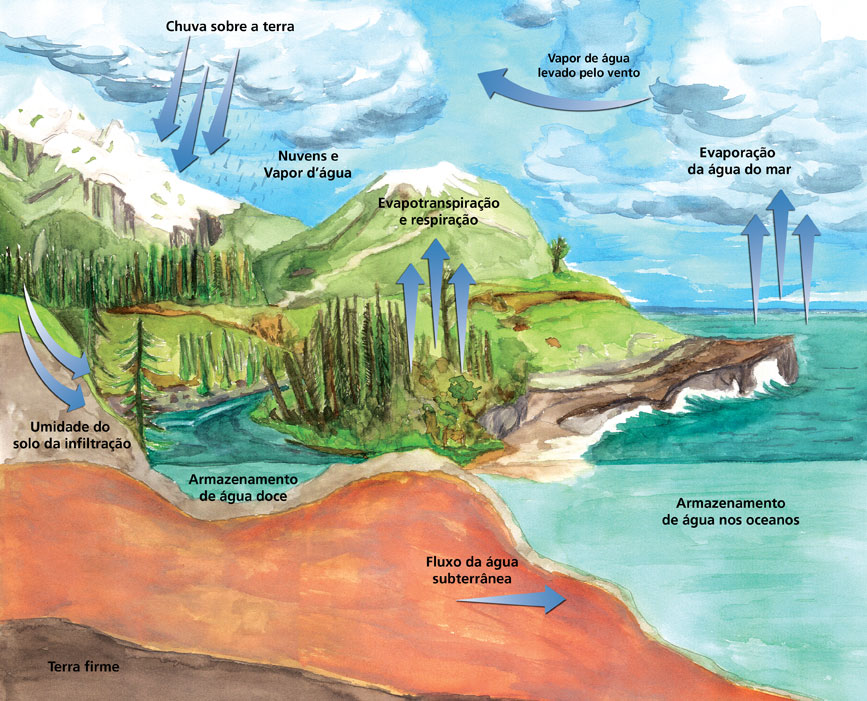 Chuva sobre a terra
Vapor de água
levado pelo vento
Nuvens e
Vapor d'água
Evaporação
da água do mar
Evapotranspiração
e respiração
Umidade do
solo da infiltração
Armazenamento
de água doce
Armazenamento
de água nos oceanos
Fluxo da água
subterrânea
Terra firme